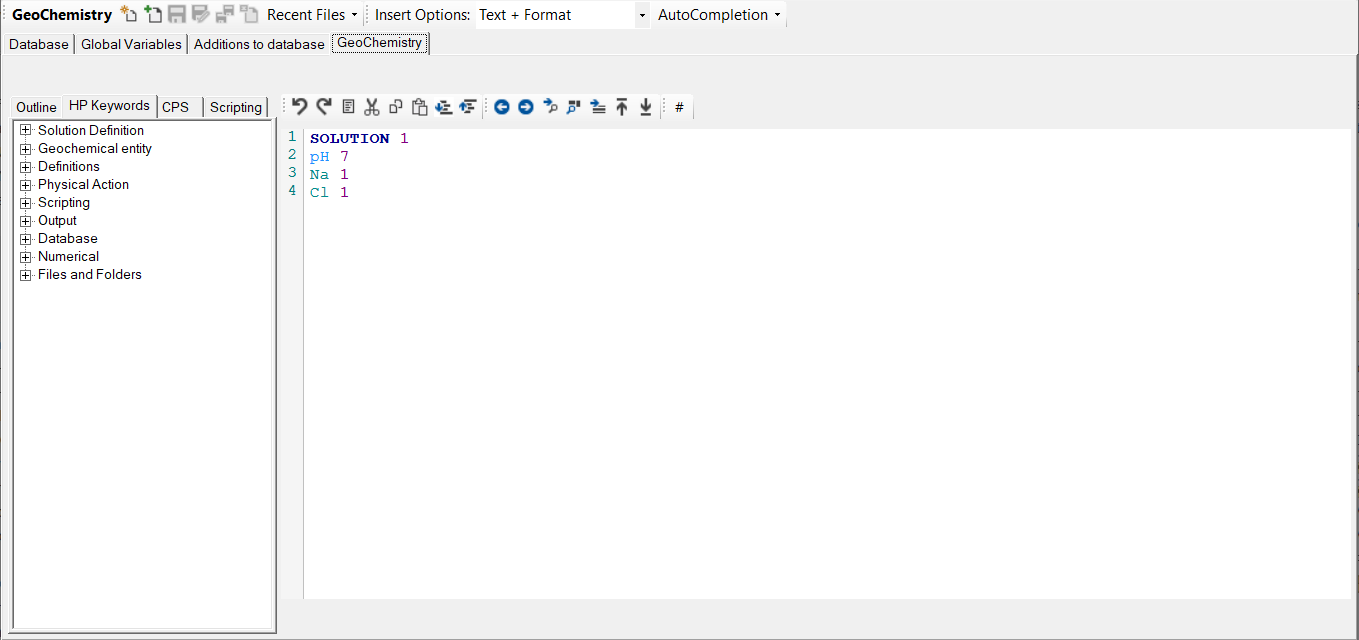 GeoChemistry Recent Files Insert Options: Text + Format AutoCompletion
Database Global Variables Additions to database GeoChemistry
Outline HP Keywords CPS Scripting #
Solution Definition
Geochemical entity
Definitions
Physical Action
Scripting
Output
Database
Numerical
Files and Folders
1 SOLUTION 1
2 pH 7
3 Na 1
4 Cl 1